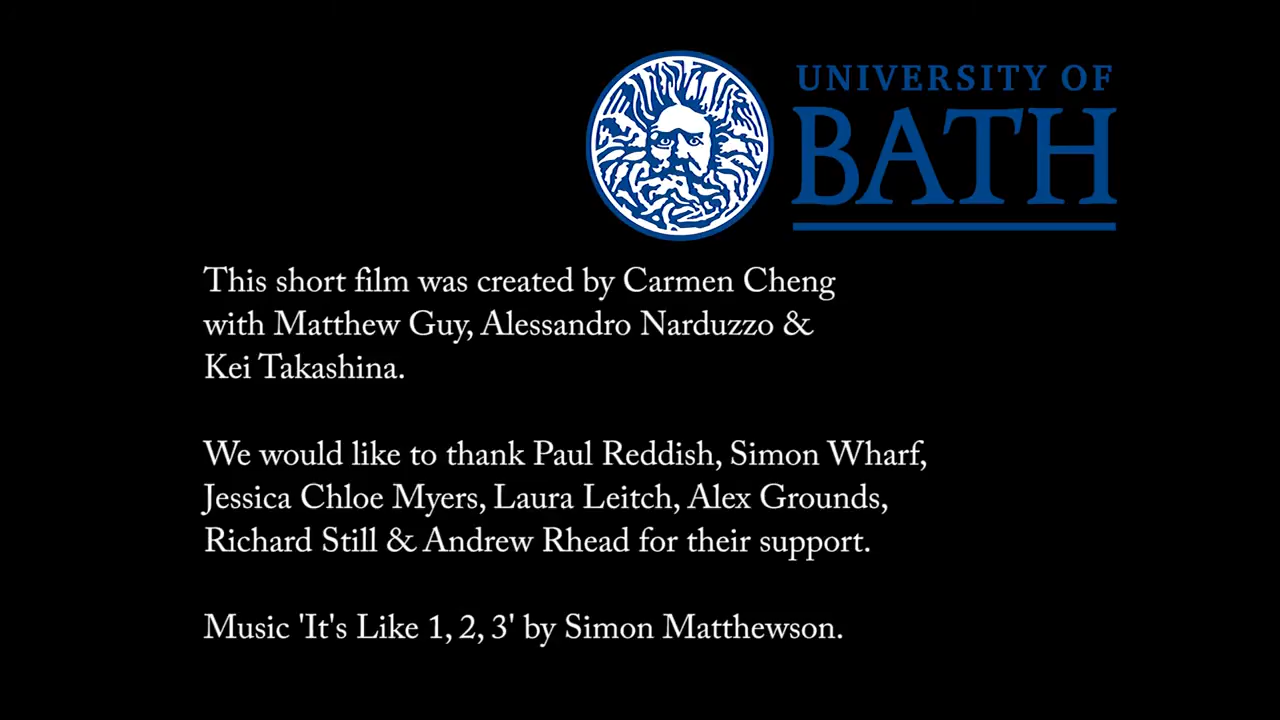 UNIVERSITY OF
BATH
This short film was created by Carmen Cheng
with Matthew Guy, Alessandro Narduzzo &
Kei Takashina.
We would like to thank Paul Reddish, Simon Wharf,
Jessica Chloe Myers, Laura Leitch, Alex Grounds,
Richard Still & Andrew Rhead for their support.
Music 'It's Like 1, 2, 3' by Simon Matthewson.